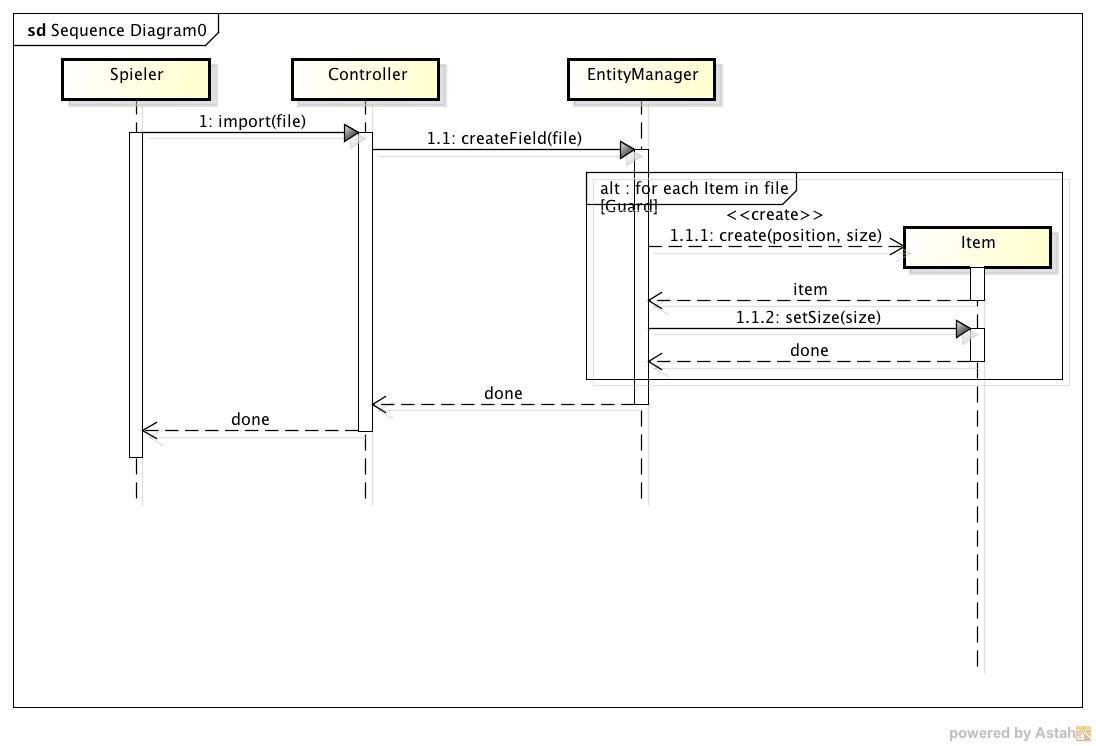 sd Sequence Diagram0
Spieler
Controller
EntityManager
1: import(file)
1.1: createField(file)
alt : for each Item in file
[Guard]
<<create>>
1.1.1: create(position, size)
Item
item
1.1.2: setSize(size)
done
done
done
powered by Astah